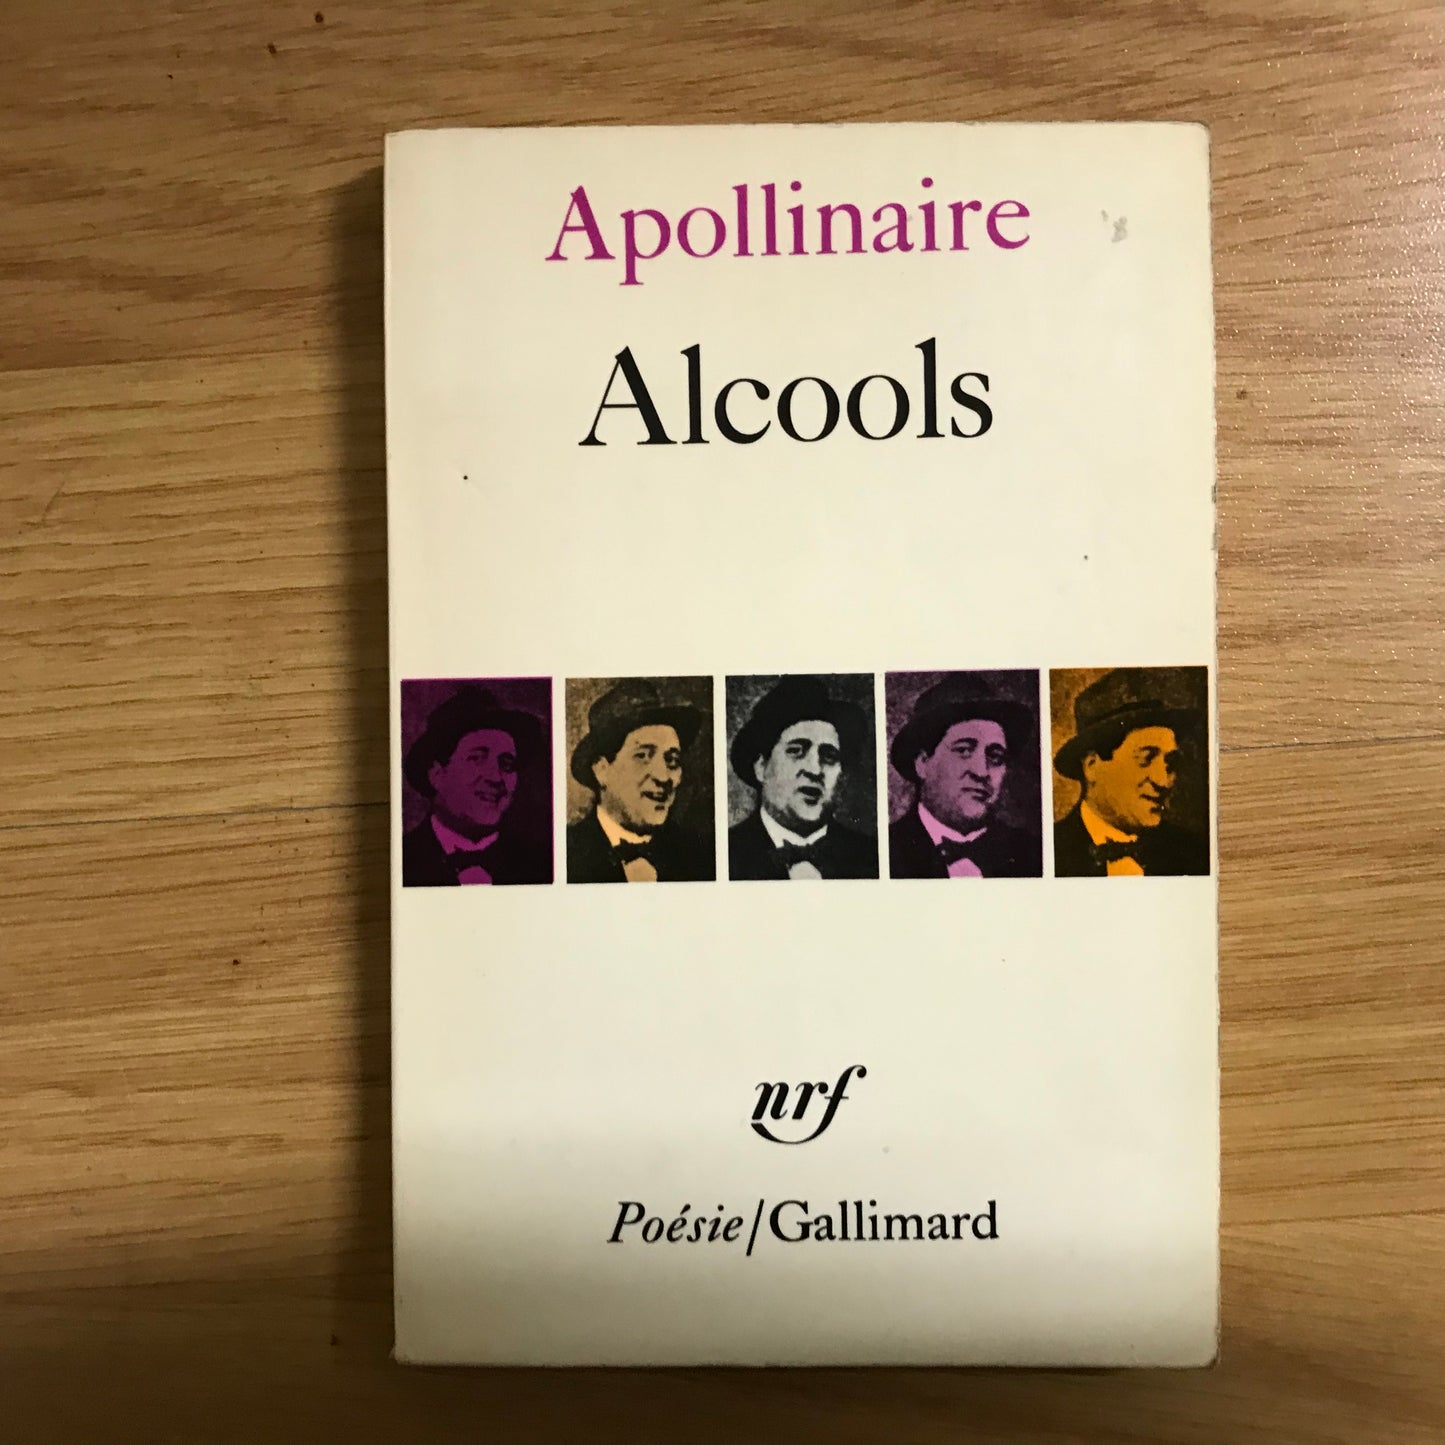 Apollinaire
Alcools
nrf
Poésie/Gallimard